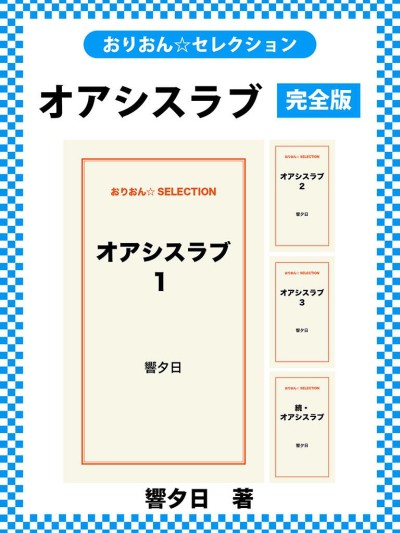 おりおん☆セレクション
オアシスラブ 完全版
おりおん☆ SELECTION
オアシスラブ
1
響夕日
おりおん☆ SELECTION
オアシスラブ
2
響夕日
おりおん☆ SELECTION
オアシスラブ
3
響夕日
おりおん☆ SELECTION
続・
オアシスラブ
響夕日
響夕日　著